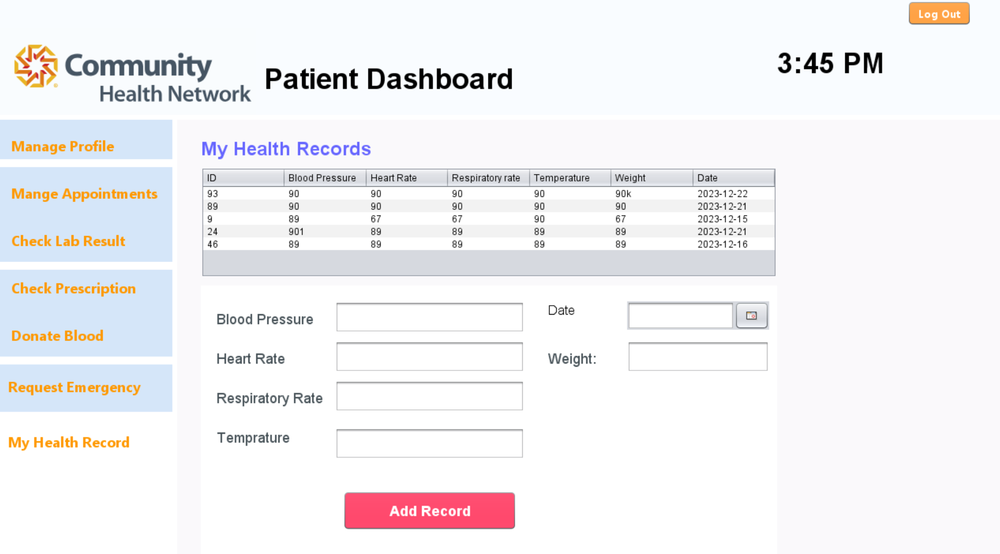 Log Out
Community
Health Network
Patient Dashboard
3:45 PM
Manage Profile
Mange Appointments
Check Lab Result
Check Prescription
Donate Blood
Request Emergency
My Health Record
My Health Records
ID Blood Pressure Heart Rate Respiratory rate Temperature Weight Date
93 90 90 90 90 90k 2023-12-22
89 90 90 90 90 90 2023-12-21
9 89 67 67 90 67 2023-12-15
24 901 89 89 89 89 2023-12-21
46 89 89 89 89 89 2023-12-16
Blood Pressure
Date
Heart Rate
Weight:
Respiratory Rate
Temprature
Add Record